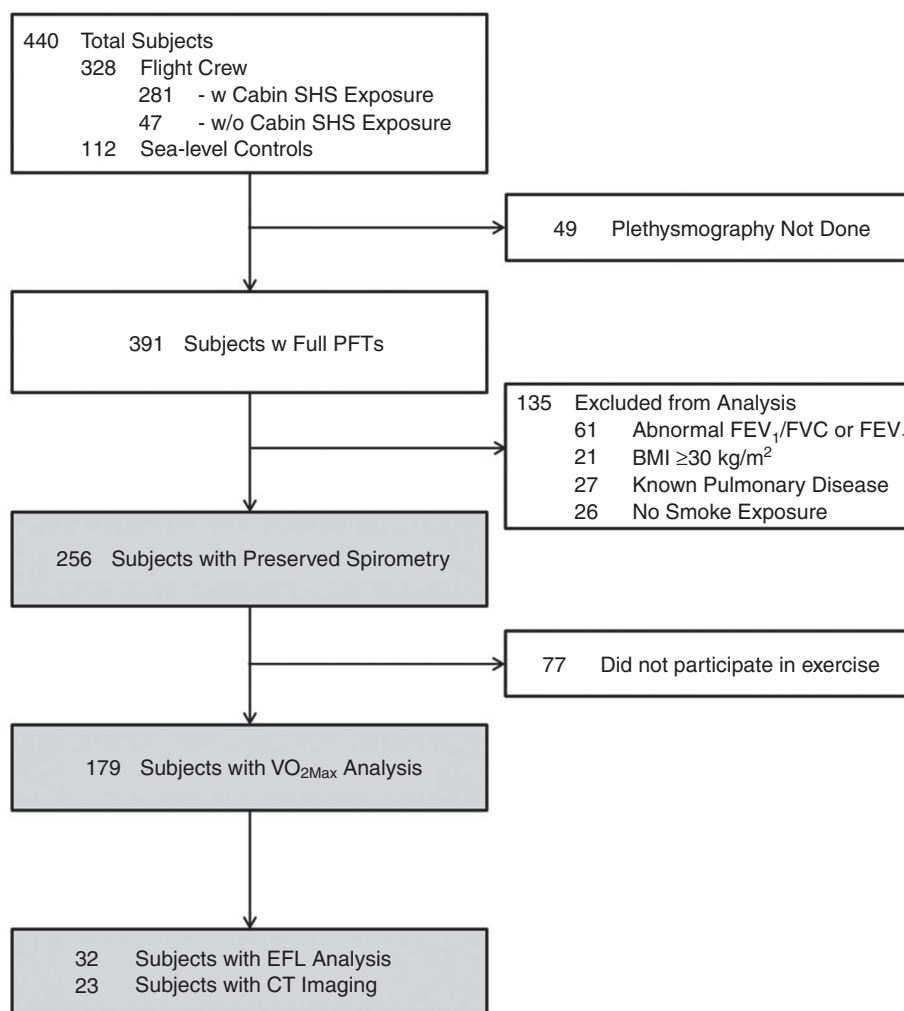 440 Total Subjects
328 Flight Crew
281 - w Cabin SHS Exposure
47 - w/o Cabin SHS Exposure
112 Sea-level Controls
49 Plethysmography Not Done
391 Subjects w Full PFTs
135 Excluded from Analysis
61 Abnormal FEV₁/FVC or FEV
21 BMI ≥30 kg/m²
27 Known Pulmonary Disease
26 No Smoke Exposure
256 Subjects with Preserved Spirometry
77 Did not participate in exercise
179 Subjects with VO₂Max Analysis
32 Subjects with EFL Analysis
23 Subjects with CT Imaging